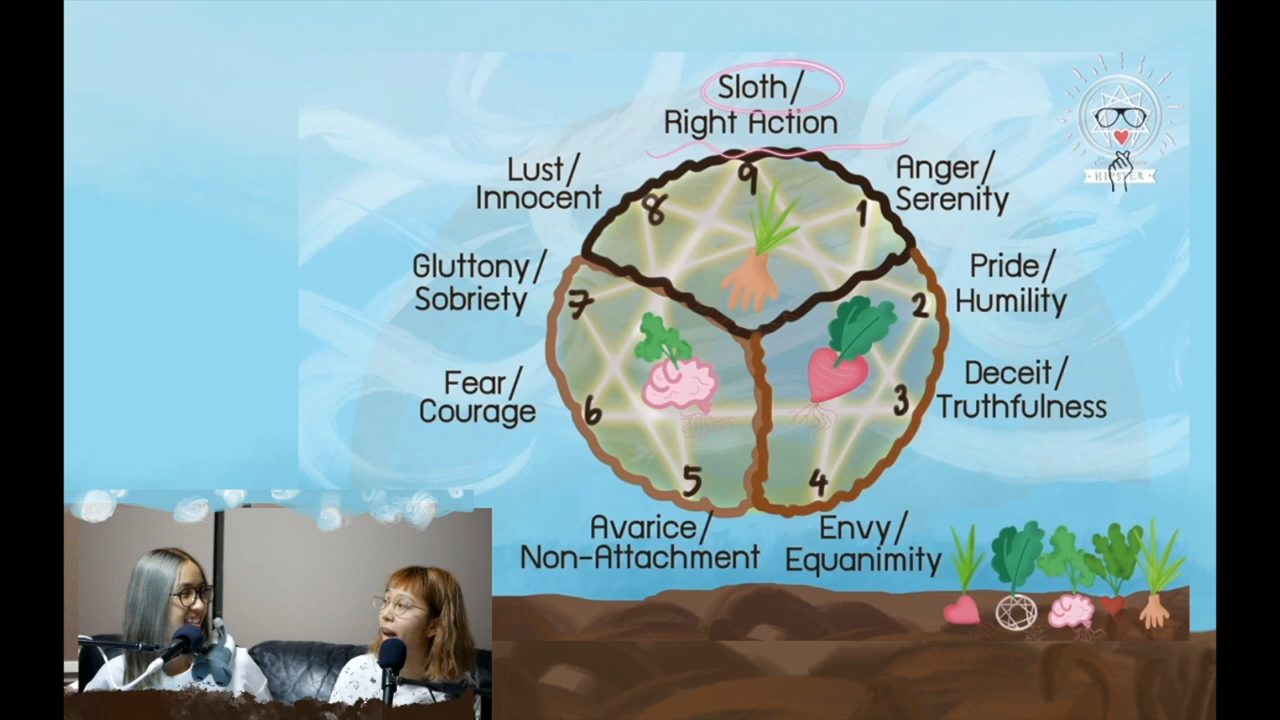 Sloth/
Right Action
Lust/
Innocent
Anger/
Serenity
Gluttony/
Sobriety
Pride/
Humility
Fear/
Courage
Deceit/
Truthfulness
Avarice/
Non-Attachment
Envy/
Equanimity
9
8
1
7
2
6
3
5
4
HIPSTER